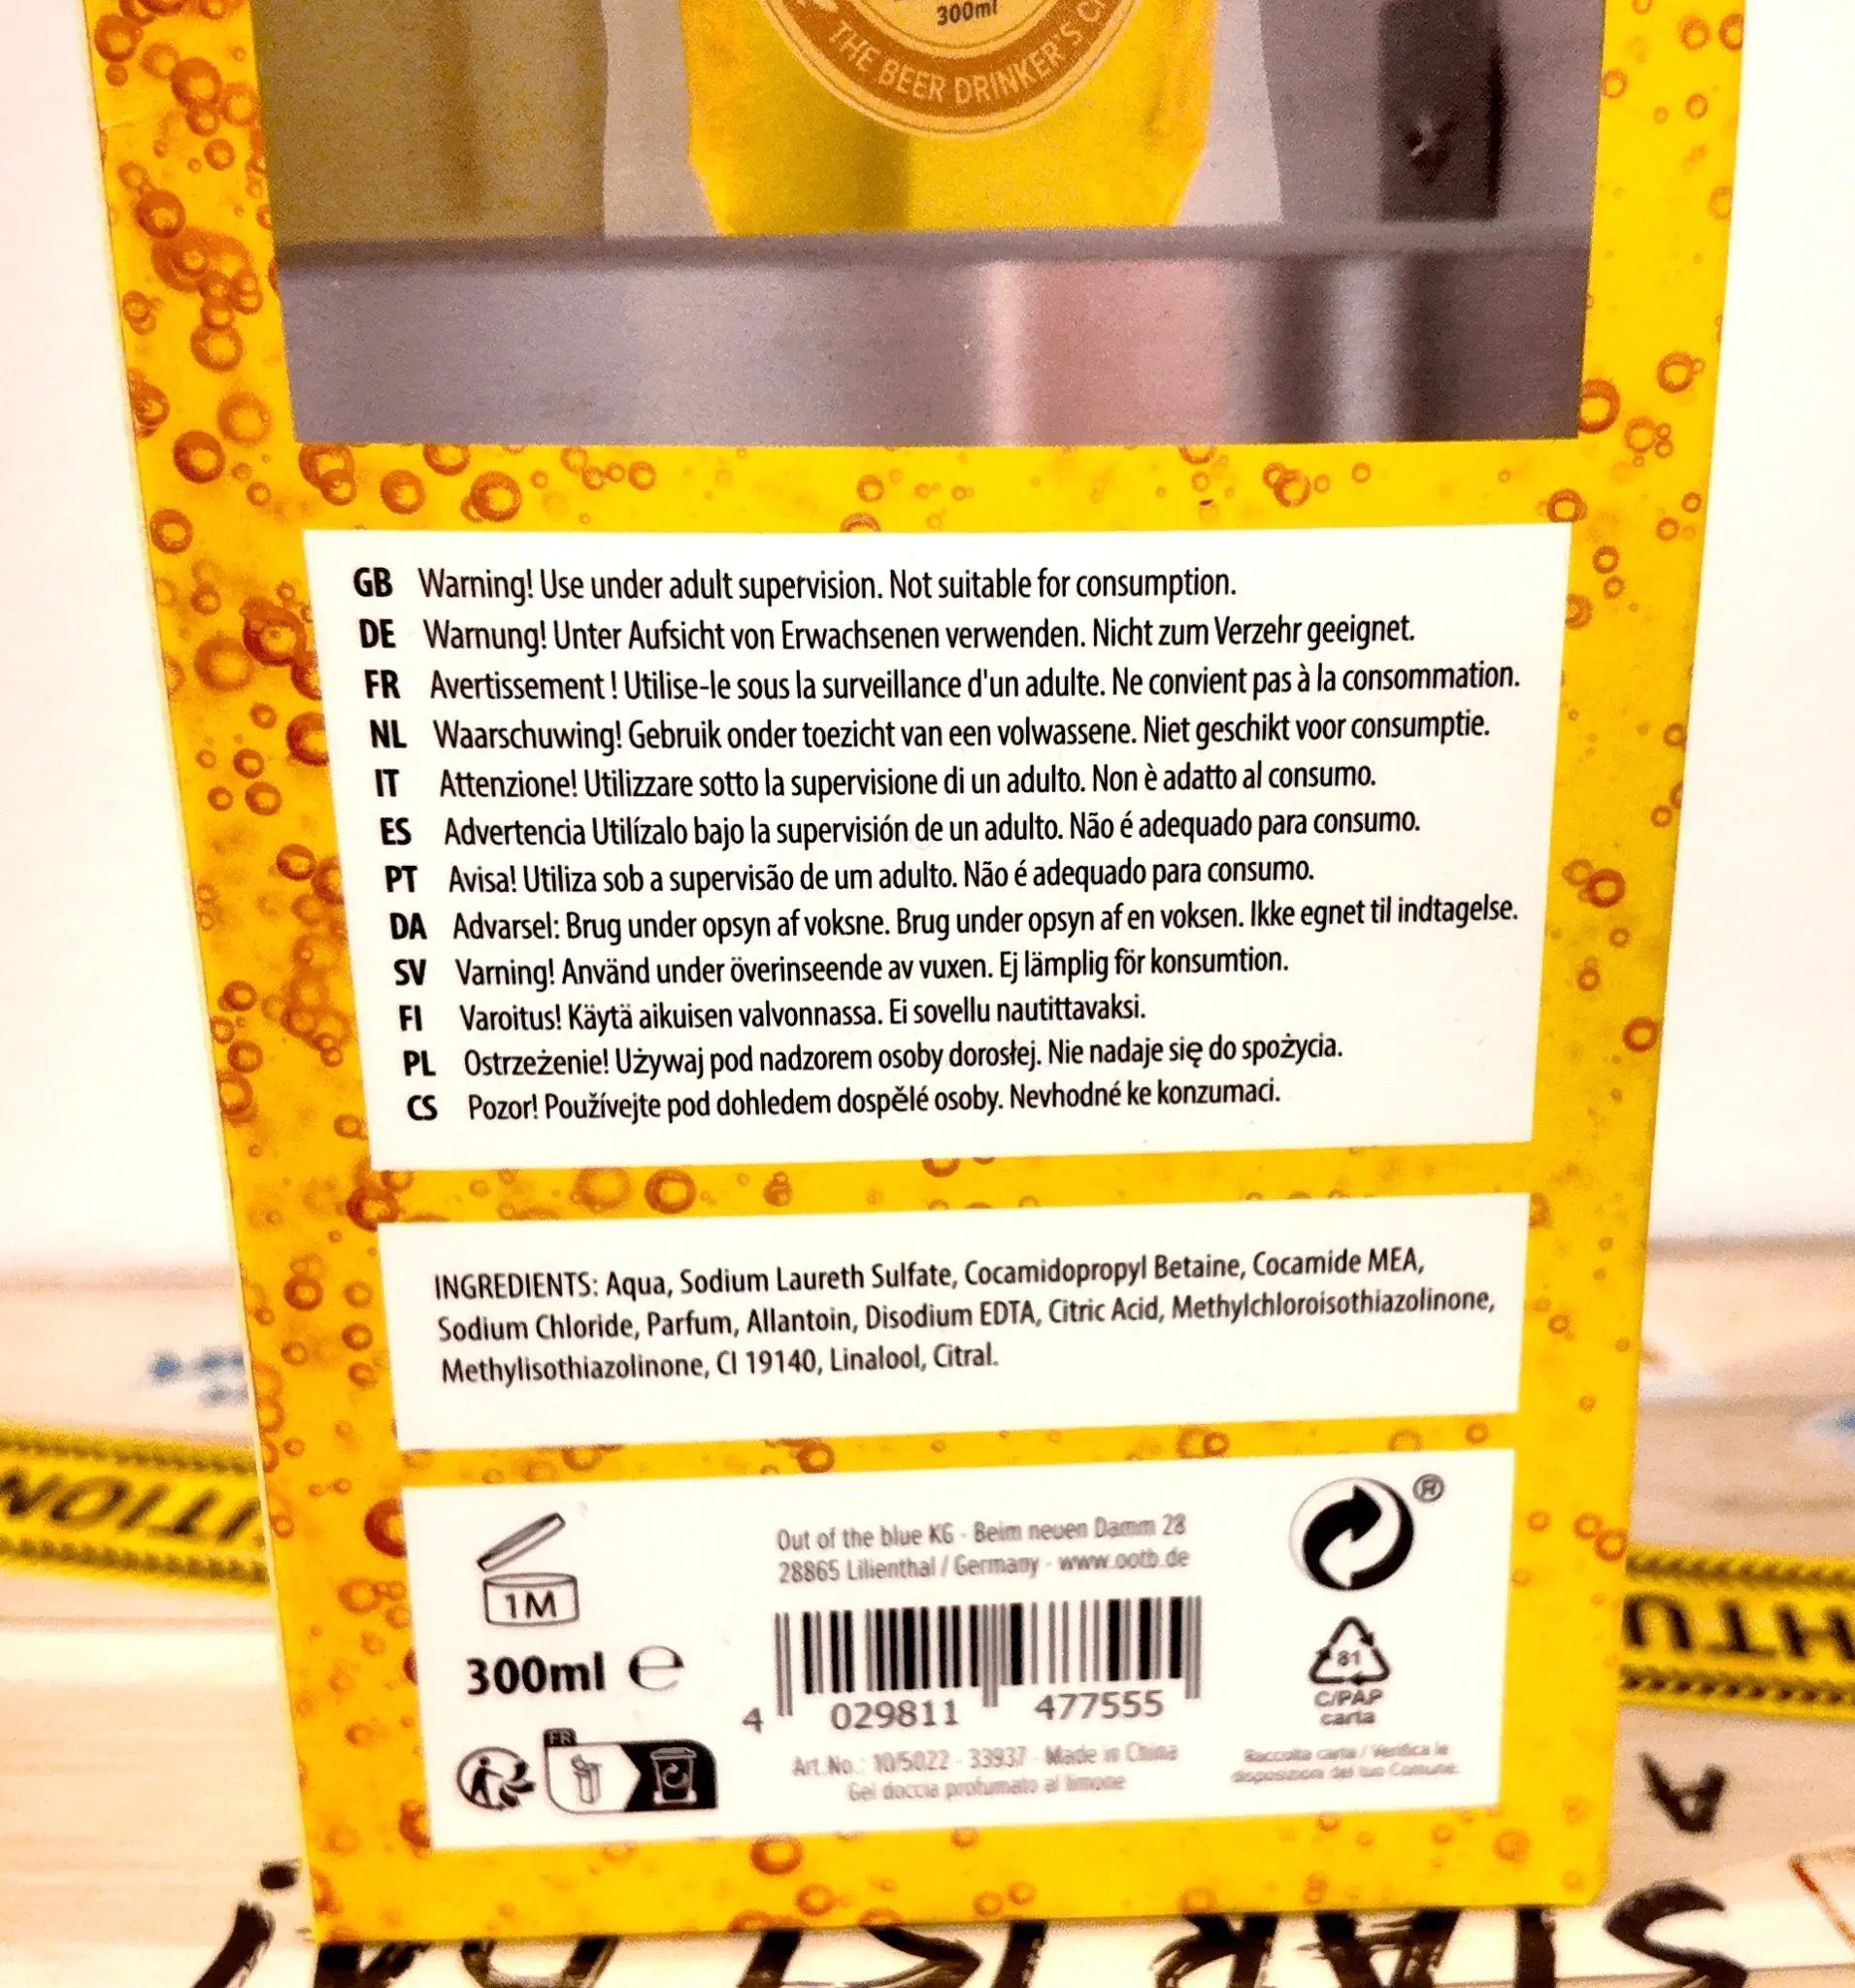 300ml
THE BEER DRINKER'S
GB Warning! Use under adult supervision. Not suitable for consumption.
DE Warnung! Unter Aufsicht von Erwachsenen verwenden. Nicht zum Verzehr geeignet.
FR Avertissement ! Utilise-le sous la surveillance d'un adulte. Ne convient pas à la consommation.
NL Waarschuwing! Gebruik onder toezicht van een volwassene. Niet geschikt voor consumptie.
IT Attenzione! Utilizzare sotto la supervisione di un adulto. Non è adatto al consumo.
ES Advertencia Utilízalo bajo la supervisión de un adulto. Não é adequado para consumo.
PT Avisa! Utiliza sob a supervisão de um adulto. Não é adequado para consumo.
DA Advarsel: Brug under opsyn af voksne. Brug under opsyn af en voksen. Ikke egnet til indtagelse.
SV Varning! Använd under överinseende av vuxen. Ej lämplig för konsumtion.
FI Varoitus! Käytä aikuisen valvonnassa. Ei sovellu nautittavaksi.
PL Ostrzeżenie! Używaj pod nadzorem osoby dorosłej. Nie nadaje się do spożycia.
CS Pozor! Používejte pod dohledem dospělé osoby. Nevhodné ke konzumaci.
INGREDIENTS: Aqua, Sodium Laureth Sulfate, Cocamidopropyl Betaine, Cocamide MEA,
Sodium Chloride, Parfum, Allantoin, Disodium EDTA, Citric Acid, Methylchloroisothiazolinone,
Methylisothiazolinone, CI 19140, Linalool, Citral.
1M
300ml e
FR
Out of the blue KG - Beim neuen Damm 28
28865 Lilienthal / Germany - www.ootb.de
4 029811 477555
Art. No.: 10/5022 - 33937 - Made in China
Gel doccia profumato al limone
®
81
C/PAP
carta
Raccolta carta / Verifica le
disposizioni del tuo Comune.